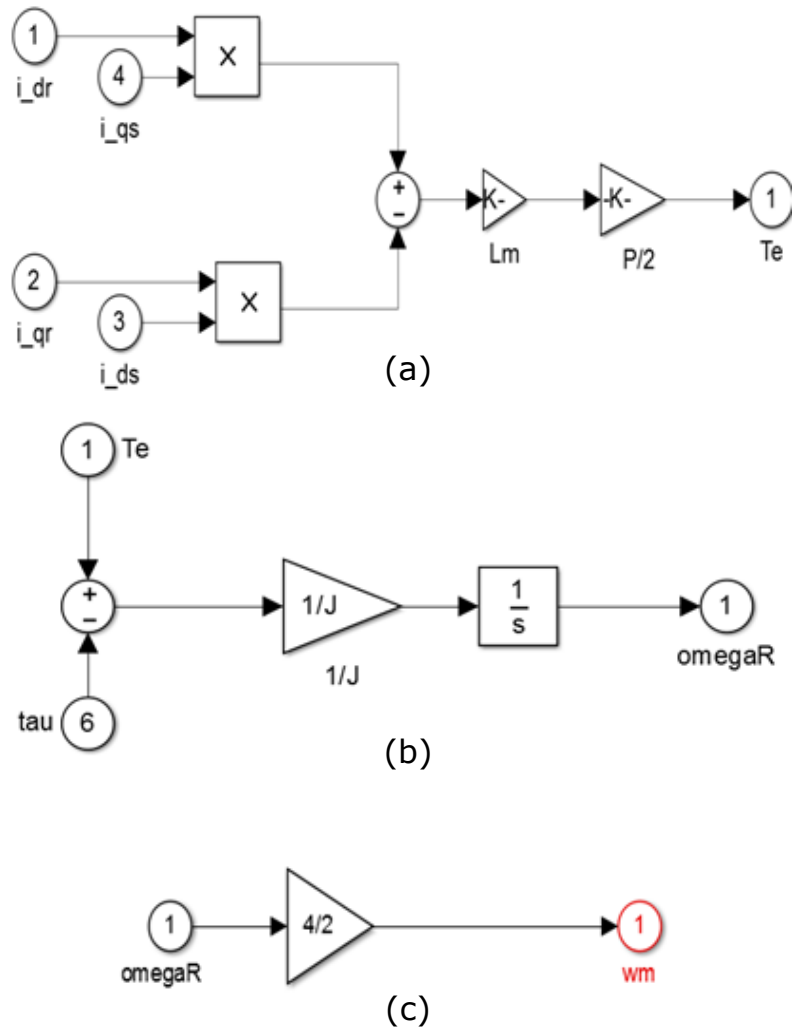 1
i_dr
4
i_qs
X
+
−
K-
Lm
-K-
P/2
1
Te
2
i_qr
3
i_ds
X
(a)
1
Te
+
−
tau
6
1/J
1/J
1
s
1
omegaR
(b)
1
omegaR
4/2
1
wm
(c)